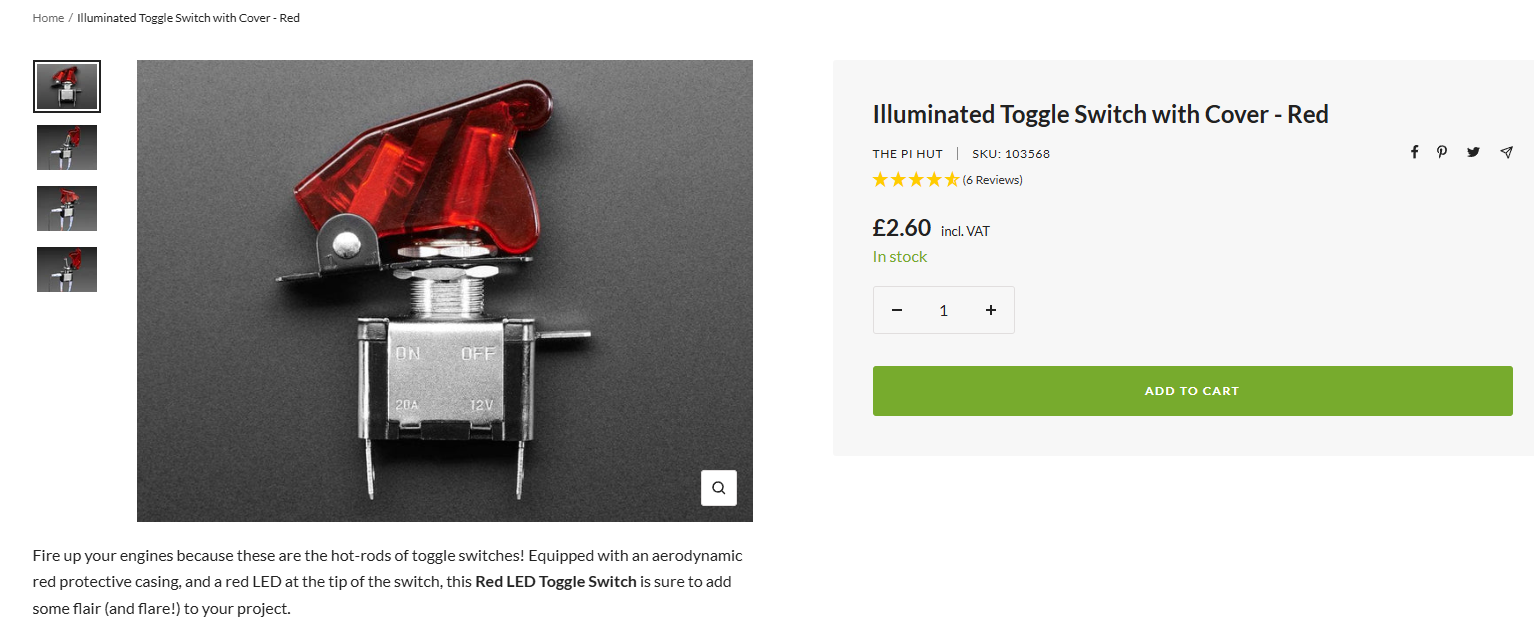 Home / Illuminated Toggle Switch with Cover - Red
ON OFF
20A 12V
Illuminated Toggle Switch with Cover - Red
THE PI HUT | SKU: 103568
(6 Reviews)
£2.60 incl. VAT
In stock
− 1 +
ADD TO CART
Fire up your engines because these are the hot-rods of toggle switches! Equipped with an aerodynamic
red protective casing, and a red LED at the tip of the switch, this Red LED Toggle Switch is sure to add
some flair (and flare!) to your project.